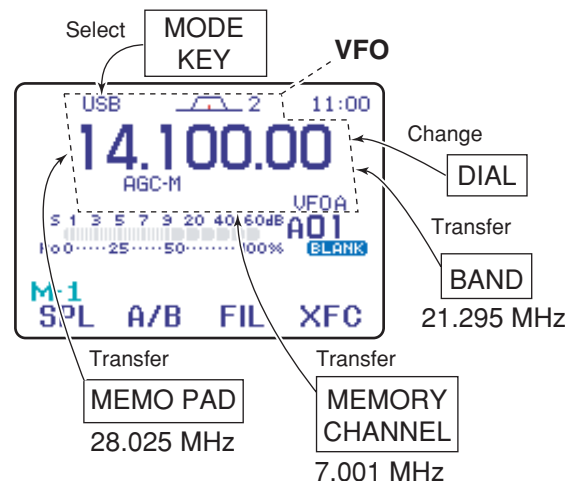 Select
MODE
KEY
VFO
USB 2 11:00
14.100.00
AGC-M
Change
DIAL
VFOA
S 1 3 5 7 9 20 40 60dB
A01
Po 0·····25·····50········100%
BLANK
Transfer
BAND
21.295 MHz
M-1
SPL A/B FIL XFC
Transfer
MEMO PAD
28.025 MHz
Transfer
MEMORY
CHANNEL
7.001 MHz